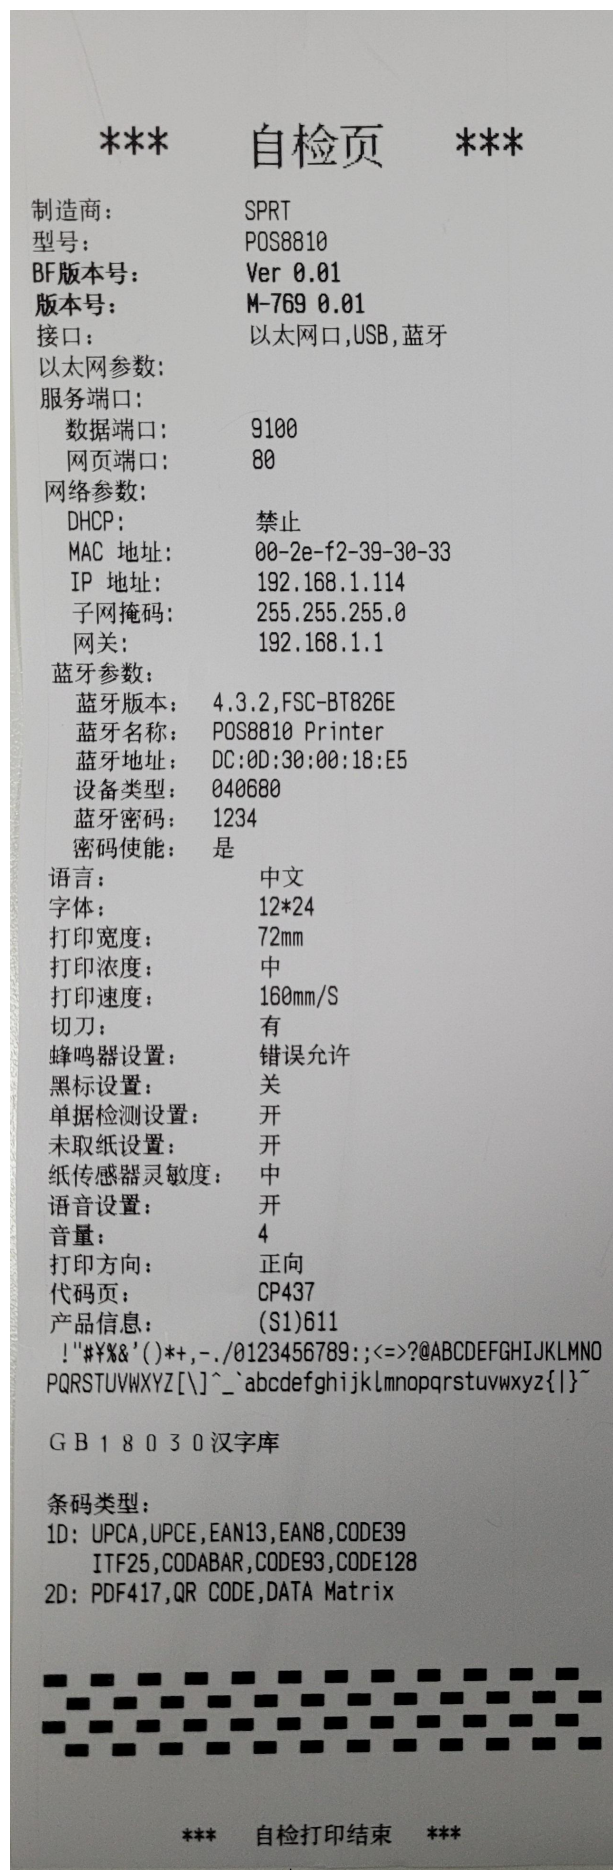 *** 自检页 ***
制造商: SPRT
型号: POS8810
BF版本号: Ver 0.01
版本号: M-769 0.01
接口: 以太网口,USB,蓝牙
以太网参数:
服务端口:
数据端口: 9100
网页端口: 80
网络参数:
DHCP: 禁止
MAC 地址: 00-2e-f2-39-30-33
IP 地址: 192.168.1.114
子网掩码: 255.255.255.0
网关: 192.168.1.1
蓝牙参数:
蓝牙版本: 4.3.2,FSC-BT826E
蓝牙名称: POS8810 Printer
蓝牙地址: DC:0D:30:00:18:E5
设备类型: 040680
蓝牙密码: 1234
密码使能: 是
语言: 中文
字体: 12*24
打印宽度: 72mm
打印浓度: 中
打印速度: 160mm/S
切刀: 有
蜂鸣器设置: 错误允许
黑标设置: 关
单据检测设置: 开
未取纸设置: 开
纸传感器灵敏度: 中
语音设置: 开
音量: 4
打印方向: 正向
代码页: CP437
产品信息: (S1)611
!"#¥%&'()*+,-./0123456789:;<=>?@ABCDEFGHIJKLMNO
PQRSTUVWXYZ[\]^_`abcdefghijklmnopqrstuvwxyz{|}~
GB18030汉字库
条码类型:
1D: UPCA,UPCE,EAN13,EAN8,CODE39
ITF25,CODABAR,CODE93,CODE128
2D: PDF417,QR CODE,DATA Matrix
*** 自检打印结束 ***